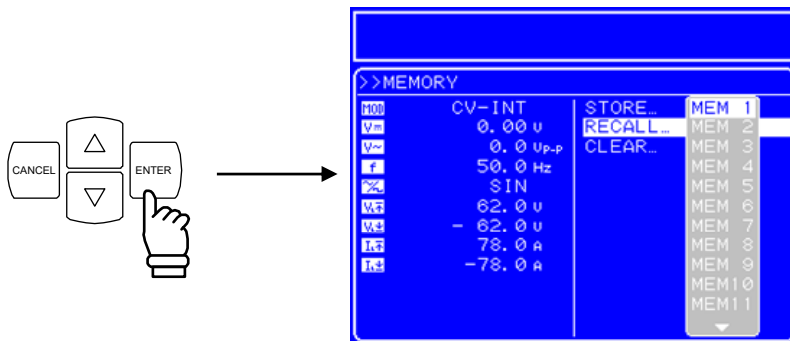 CANCEL
ENTER
>>MEMORY
MOD CV-INT
V= 0.00 V
V~ 0.0 Vp-p
f 50.0 Hz
SIN
62.0 V
- 62.0 V
78.0 A
-78.0 A
STORE…
RECALL…
CLEAR…
MEM 1
MEM 2
MEM 3
MEM 4
MEM 5
MEM 6
MEM 7
MEM 8
MEM 9
MEM10
MEM11